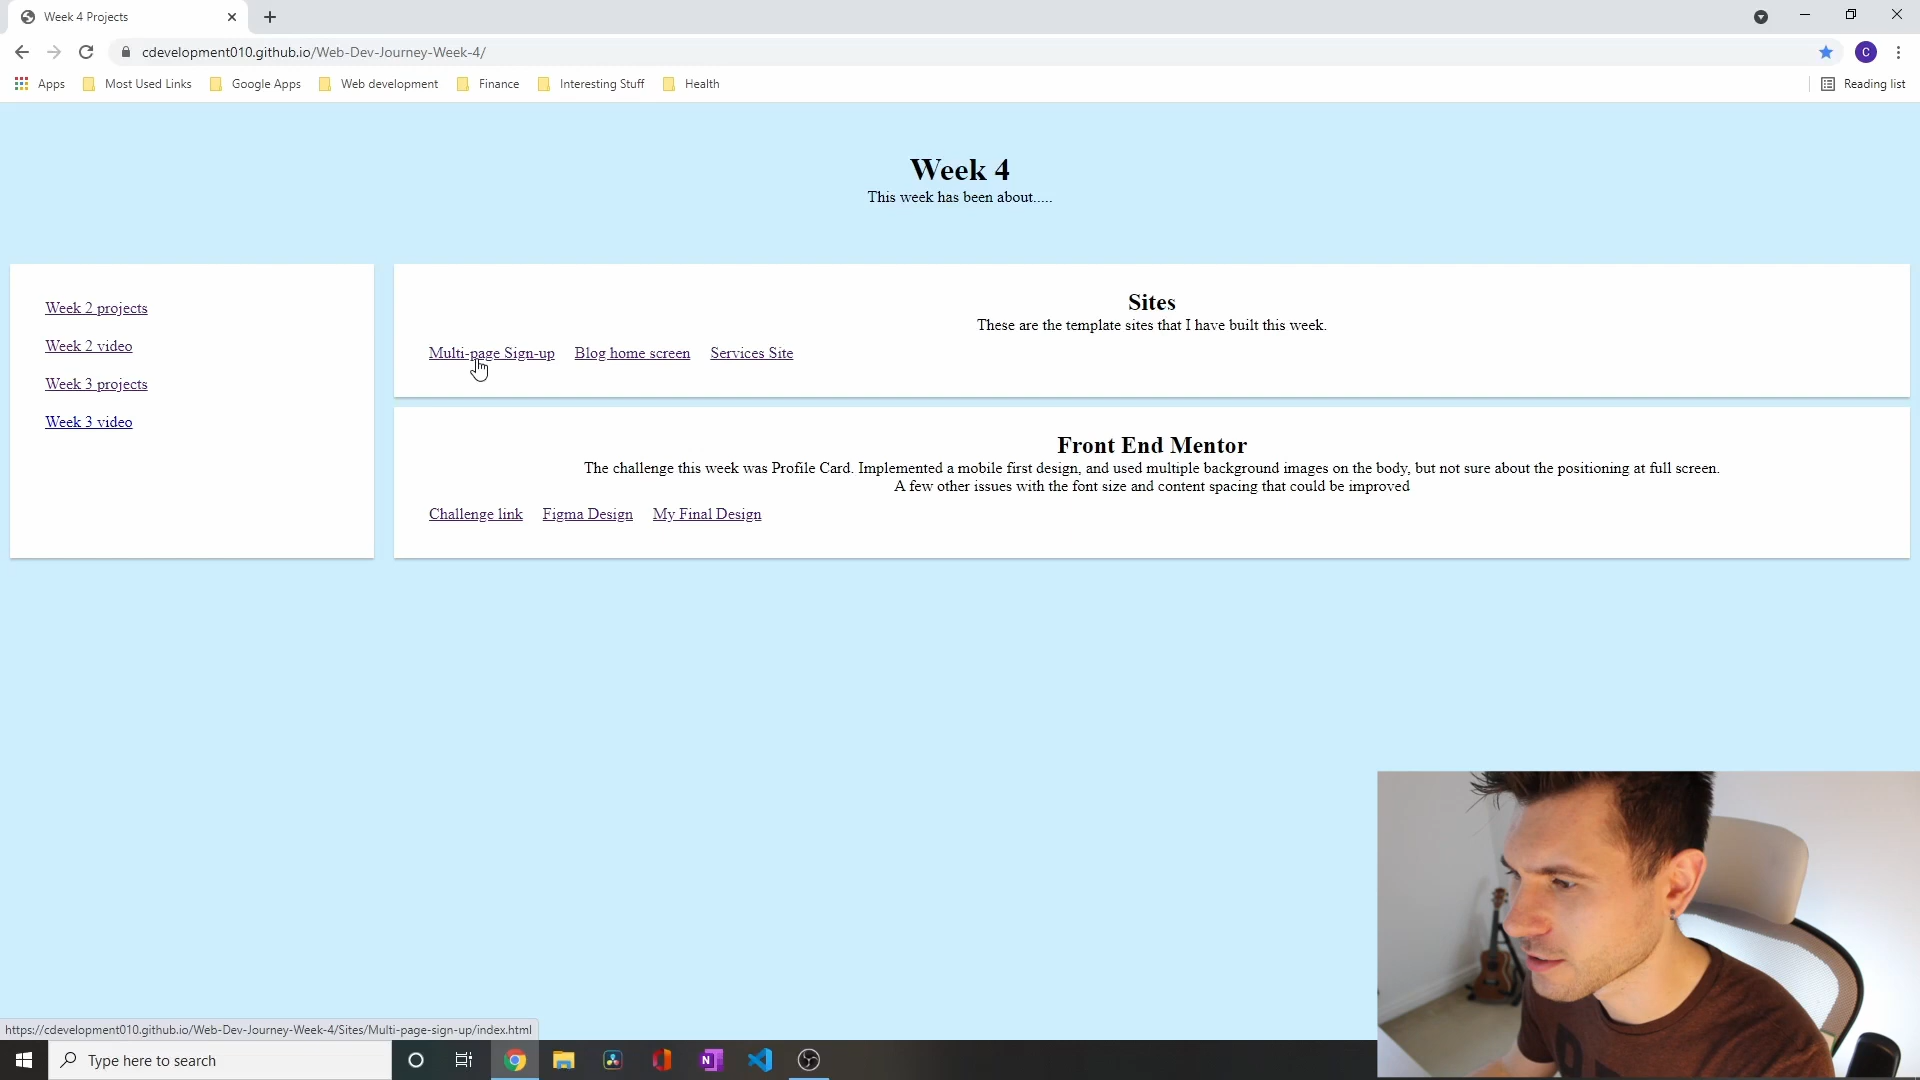 Week 4 Projects
cdevelopment010.github.io/Web-Dev-Journey-Week-4/
C
Apps
Most Used Links
Google Apps
Web development
Finance
Interesting Stuff
Health
Reading list
Week 4
This week has been about.....
Week 2 projects
Week 2 video
Week 3 projects
Week 3 video
Sites
These are the template sites that I have built this week.
Multi-page Sign-up Blog home screen Services Site
Front End Mentor
The challenge this week was Profile Card. Implemented a mobile first design, and used multiple background images on the body, but not sure about the positioning at full screen.
A few other issues with the font size and content spacing that could be improved
Challenge link Figma Design My Final Design
https://cdevelopment010.github.io/Web-Dev-Journey-Week-4/Sites/Multi-page-sign-up/index.html
Type here to search
N